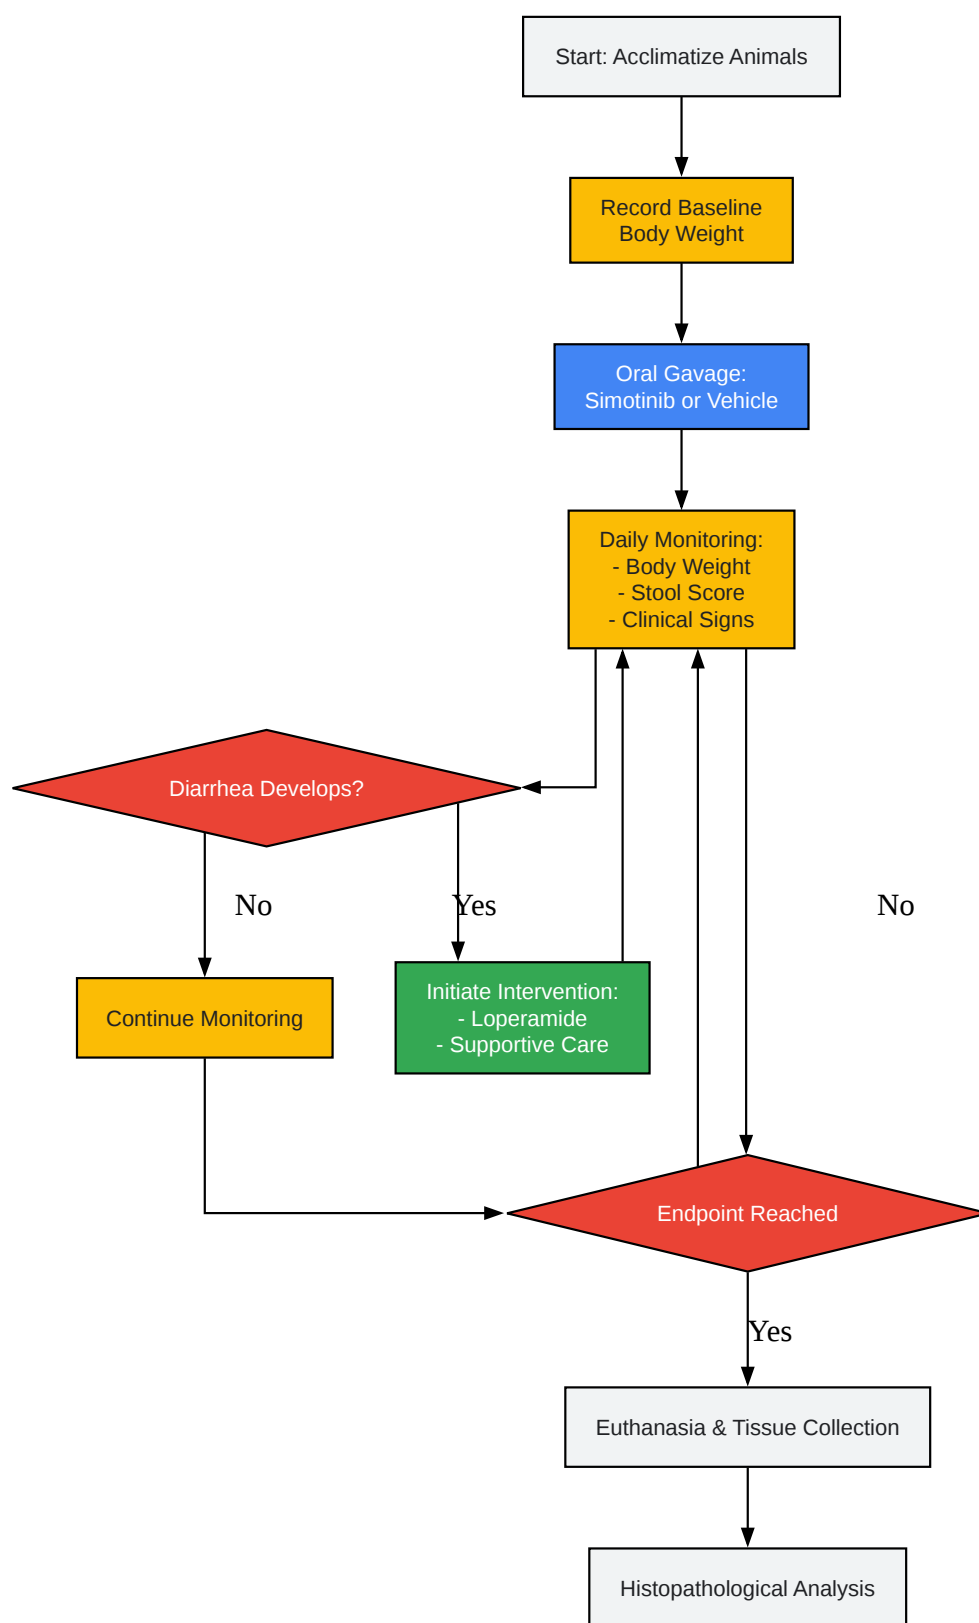 Start: Acclimatize Animals
Record Baseline
Body Weight
Oral Gavage:
Simotinib or Vehicle
Daily Monitoring:
- Body Weight
- Stool Score
- Clinical Signs
Diarrhea Develops?
No
Yes
No
Continue Monitoring
Initiate Intervention:
- Loperamide
- Supportive Care
Endpoint Reached
Yes
Euthanasia & Tissue Collection
Histopathological Analysis